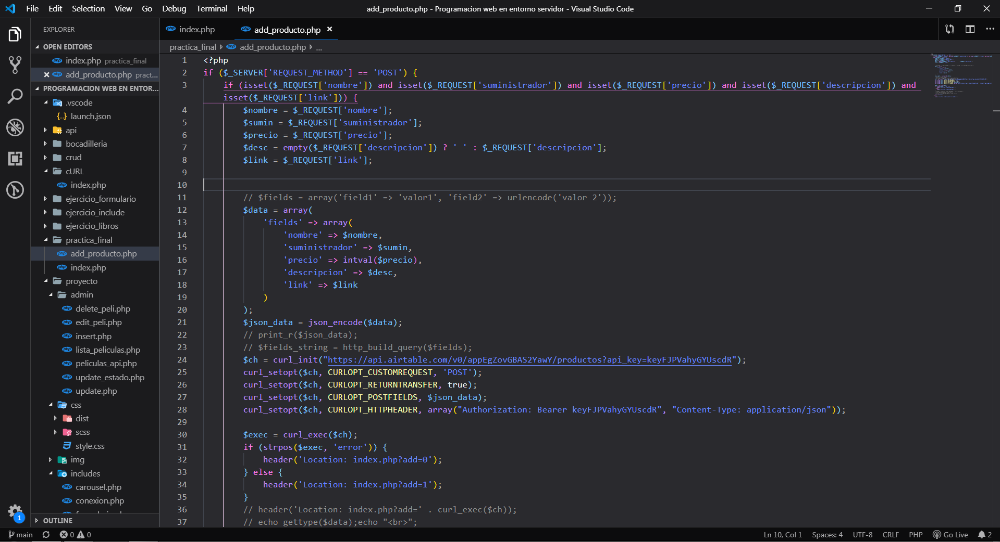 File Edit Selection View Go Debug Terminal Help
add_producto.php - Programacion web en entorno servidor - Visual Studio Code
EXPLORER
OPEN EDITORS
index.php practica_final
add_producto.php pract...
PROGRAMACION WEB EN ENTOR...
.vscode
launch.json
api
bocadilleria
crud
cURL
index.php
ejercicio_formulario
ejercicio_include
ejercicio_libros
practica_final
add_producto.php
index.php
proyecto
admin
delete_peli.php
edit_peli.php
insert.php
lista_peliculas.php
peliculas_api.php
update_estado.php
update.php
css
dist
scss
style.css
img
includes
carousel.php
conexion.php
OUTLINE
index.php
add_producto.php
practica_final add_producto.php ...
1 <?php
2 if ($_SERVER['REQUEST_METHOD'] == 'POST') {
3 if (isset($_REQUEST['nombre']) and isset($_REQUEST['suministrador']) and isset($_REQUEST['precio']) and isset($_REQUEST['descripcion']) and
isset($_REQUEST['link'])) {
4 $nombre = $_REQUEST['nombre'];
5 $sumin = $_REQUEST['suministrador'];
6 $precio = $_REQUEST['precio'];
7 $desc = empty($_REQUEST['descripcion']) ? ' ' : $_REQUEST['descripcion'];
8 $link = $_REQUEST['link'];
9
10
11 // $fields = array('field1' => 'valor1', 'field2' => urlencode('valor 2'));
12 $data = array(
13 'fields' => array(
14 'nombre' => $nombre,
15 'suministrador' => $sumin,
16 'precio' => intval($precio),
17 'descripcion' => $desc,
18 'link' => $link
19 )
20 );
21 $json_data = json_encode($data);
22 // print_r($json_data);
23 // $fields_string = http_build_query($fields);
24 $ch = curl_init("https://api.airtable.com/v0/appEgZovGBAS2YawY/productos?api_key=keyFJPVahyGYUscdR");
25 curl_setopt($ch, CURLOPT_CUSTOMREQUEST, 'POST');
26 curl_setopt($ch, CURLOPT_RETURNTRANSFER, true);
27 curl_setopt($ch, CURLOPT_POSTFIELDS, $json_data);
28 curl_setopt($ch, CURLOPT_HTTPHEADER, array("Authorization: Bearer keyFJPVahyGYUscdR", "Content-Type: application/json"));
29
30 $exec = curl_exec($ch);
31 if (strpos($exec, 'error')) {
32 header('Location: index.php?add=0');
33 } else {
34 header('Location: index.php?add=1');
35 }
36 // header('Location: index.php?add=' . curl_exec($ch));
37 // echo gettype($data);echo "<br>";
1
main 0 0
Ln 10, Col 1 Spaces: 4 UTF-8 CRLF PHP Go Live 2